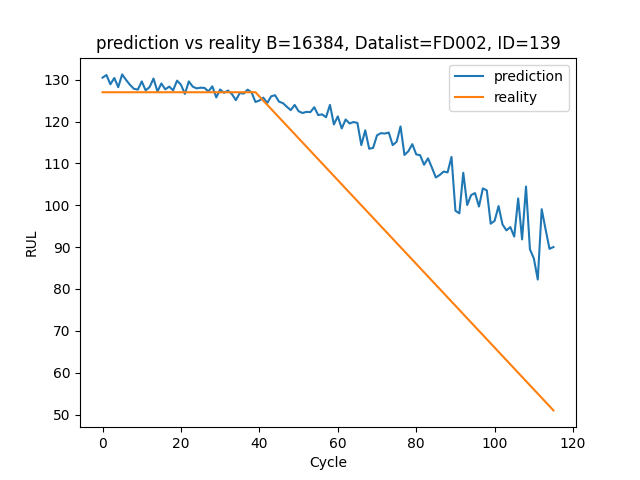 prediction vs reality B=16384, Datalist=FD002, ID=139
prediction
reality
RUL
130
120
110
100
90
80
70
60
50
0 20 40 60 80 100 120
Cycle